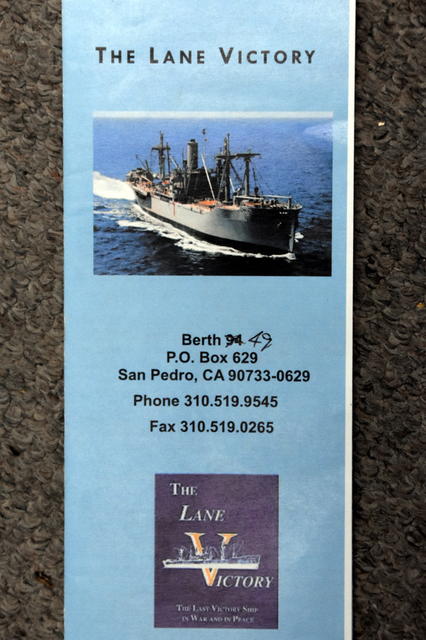 THE LANE VICTORY
Berth 94 49
P.O. Box 629
San Pedro, CA 90733-0629
Phone 310.519.9545
Fax 310.519.0265
THE
LANE
V
VICTORY
THE LAST VICTORY SHIP
IN WAR AND IN PEACE